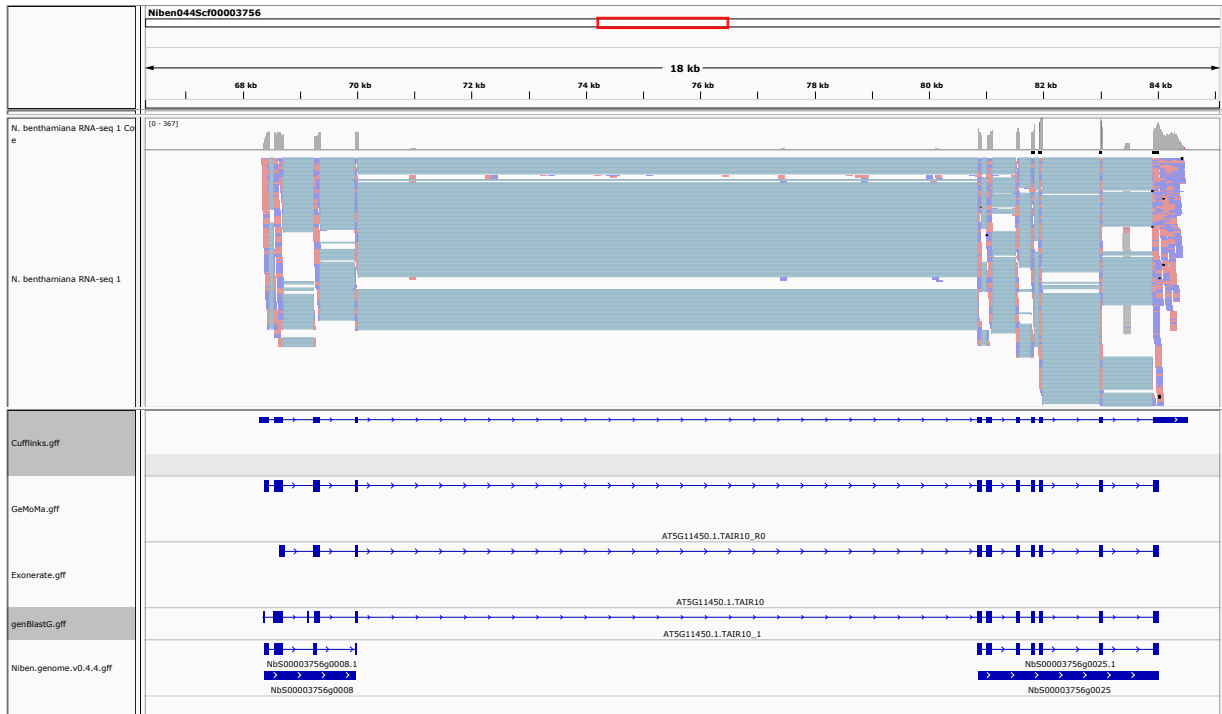 Niben044Scf00003756
18 kb
68 kb 70 kb 72 kb 74 kb 76 kb 78 kb 80 kb 82 kb 84 kb
N. benthamiana RNA-seq 1 Co
e
[0 - 367]
N. benthamiana RNA-seq 1
Cufflinks.gff
GeMoMa.gff
AT5G11450.1.TAIR10_R0
Exonerate.gff
AT5G11450.1.TAIR10
genBlastG.gff
AT5G11450.1.TAIR10_1
Niben.genome.v0.4.4.gff
NbS00003756g0008.1 NbS00003756g0025.1
NbS00003756g0008 NbS00003756g0025